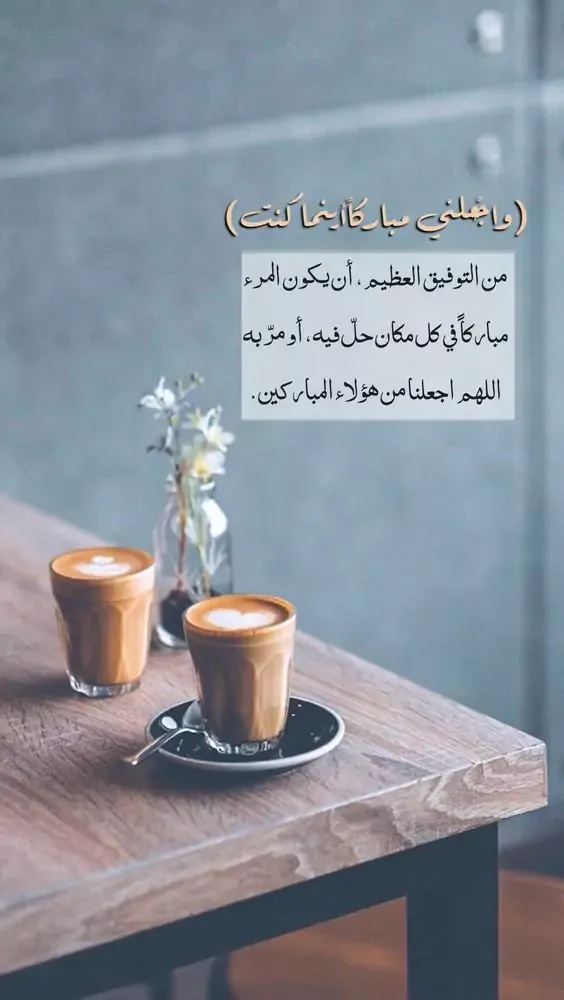 (واجعلني مباركاً أينما كنت)
من التوفيق العظيم، أن يكون المرء
مباركاً في كل مكان حلّ فيه، أو مرّ به
اللهم اجعلنا من هؤلاء المباركين.